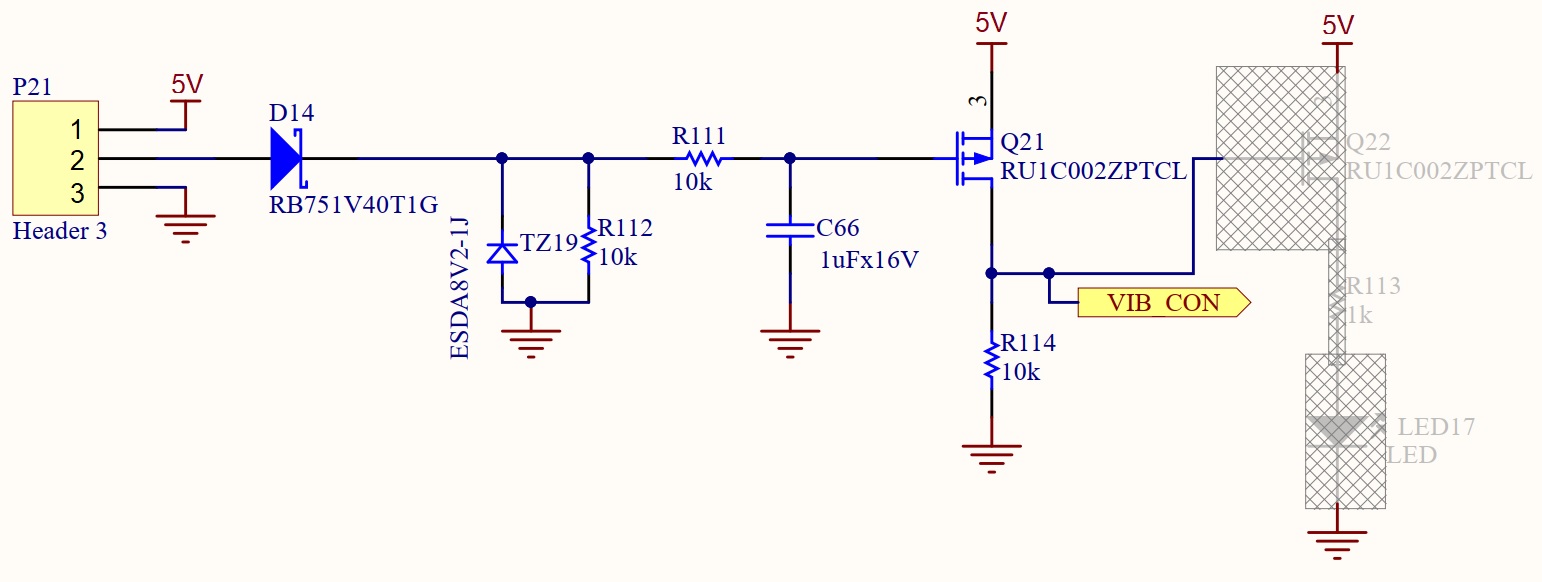 P21
5V
1
2
3
Header 3
D14
RB751V40T1G
TZ19
ESDA8V2-1J
R112
10k
R111
10k
C66
1uFx16V
5V
3
Q21
RU1C002ZPTCL
VIB_CON
R114
10k
5V
3
Q22
RU1C002ZPTCL
R113
1k
LED17
LED